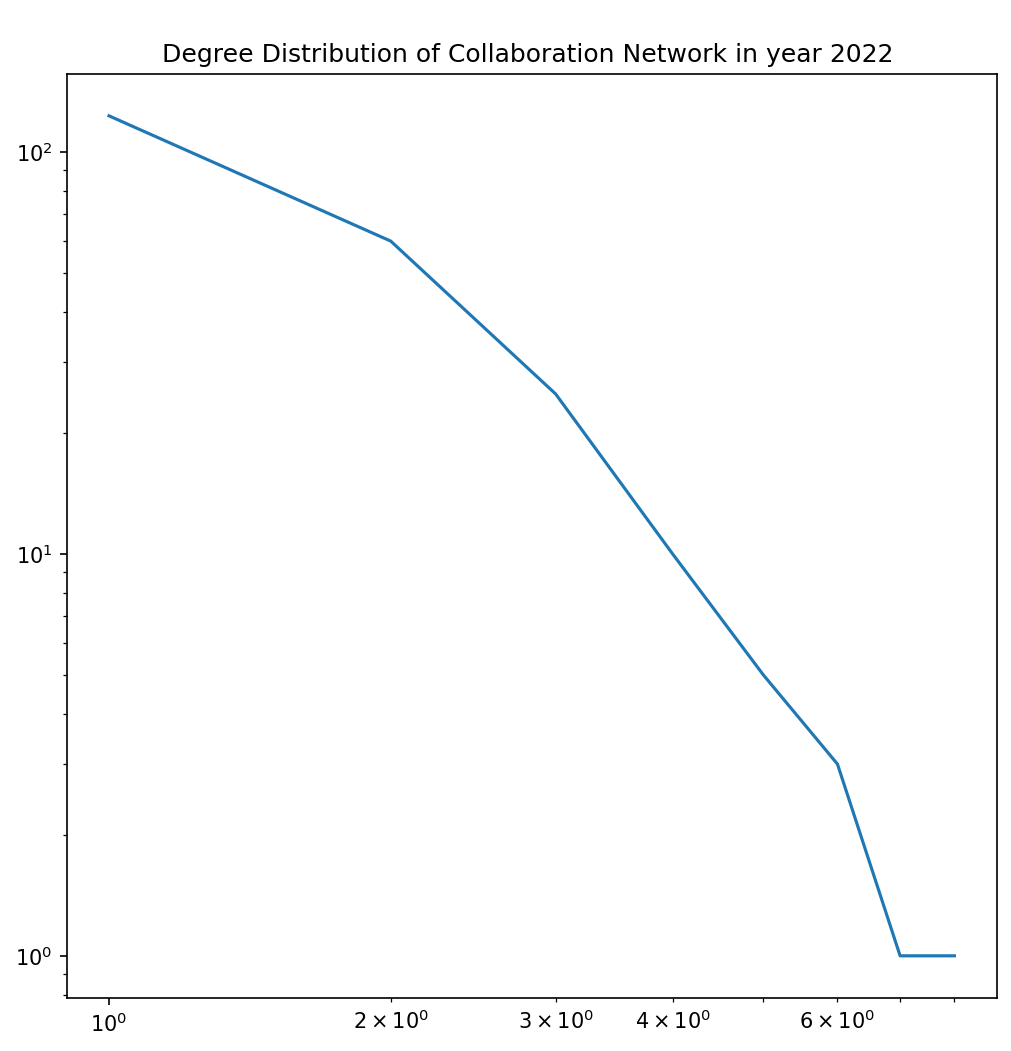 Degree Distribution of Collaboration Network in year 2022
10²
10¹
10⁰
10⁰ 2 × 10⁰ 3 × 10⁰ 4 × 10⁰ 6 × 10⁰